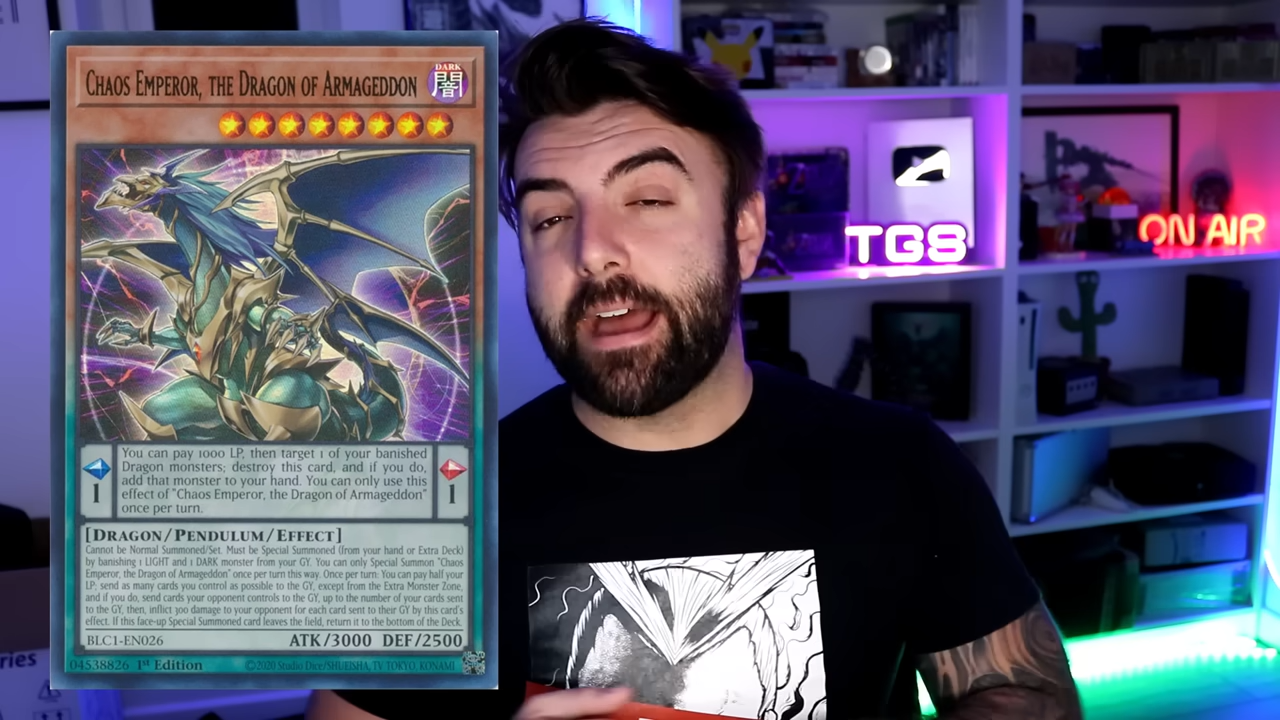 CHAOS EMPEROR, THE DRAGON OF ARMAGEDDON
DARK
闇
You can pay 1000 LP, then target 1 of your banished
Dragon monsters; destroy this card, and if you do,
add that monster to your hand. You can only use this
effect of "Chaos Emperor, the Dragon of Armageddon"
once per turn.
1
1
[DRAGON/PENDULUM/EFFECT]
Cannot be Normal Summoned/Set. Must be Special Summoned (from your hand or Extra Deck)
by banishing 1 LIGHT and 1 DARK monster from your GY. You can only Special Summon "Chaos
Emperor, the Dragon of Armageddon" once per turn this way. Once per turn: You can pay half your
LP; send as many cards you control as possible to the GY, except from the Extra Monster Zone,
and if you do, send cards your opponent controls to the GY, up to the number of your cards sent
to the GY, then, inflict 300 damage to your opponent for each card sent to their GY by this card's
effect. If this face-up Special Summoned card leaves the field, return it to the bottom of the Deck.
BLC1-EN026
ATK/3000 DEF/2500
04538826 1st Edition
©2020 Studio Dice/SHUEISHA, TV TOKYO, KONAMI
TGS
ON AIR
ries